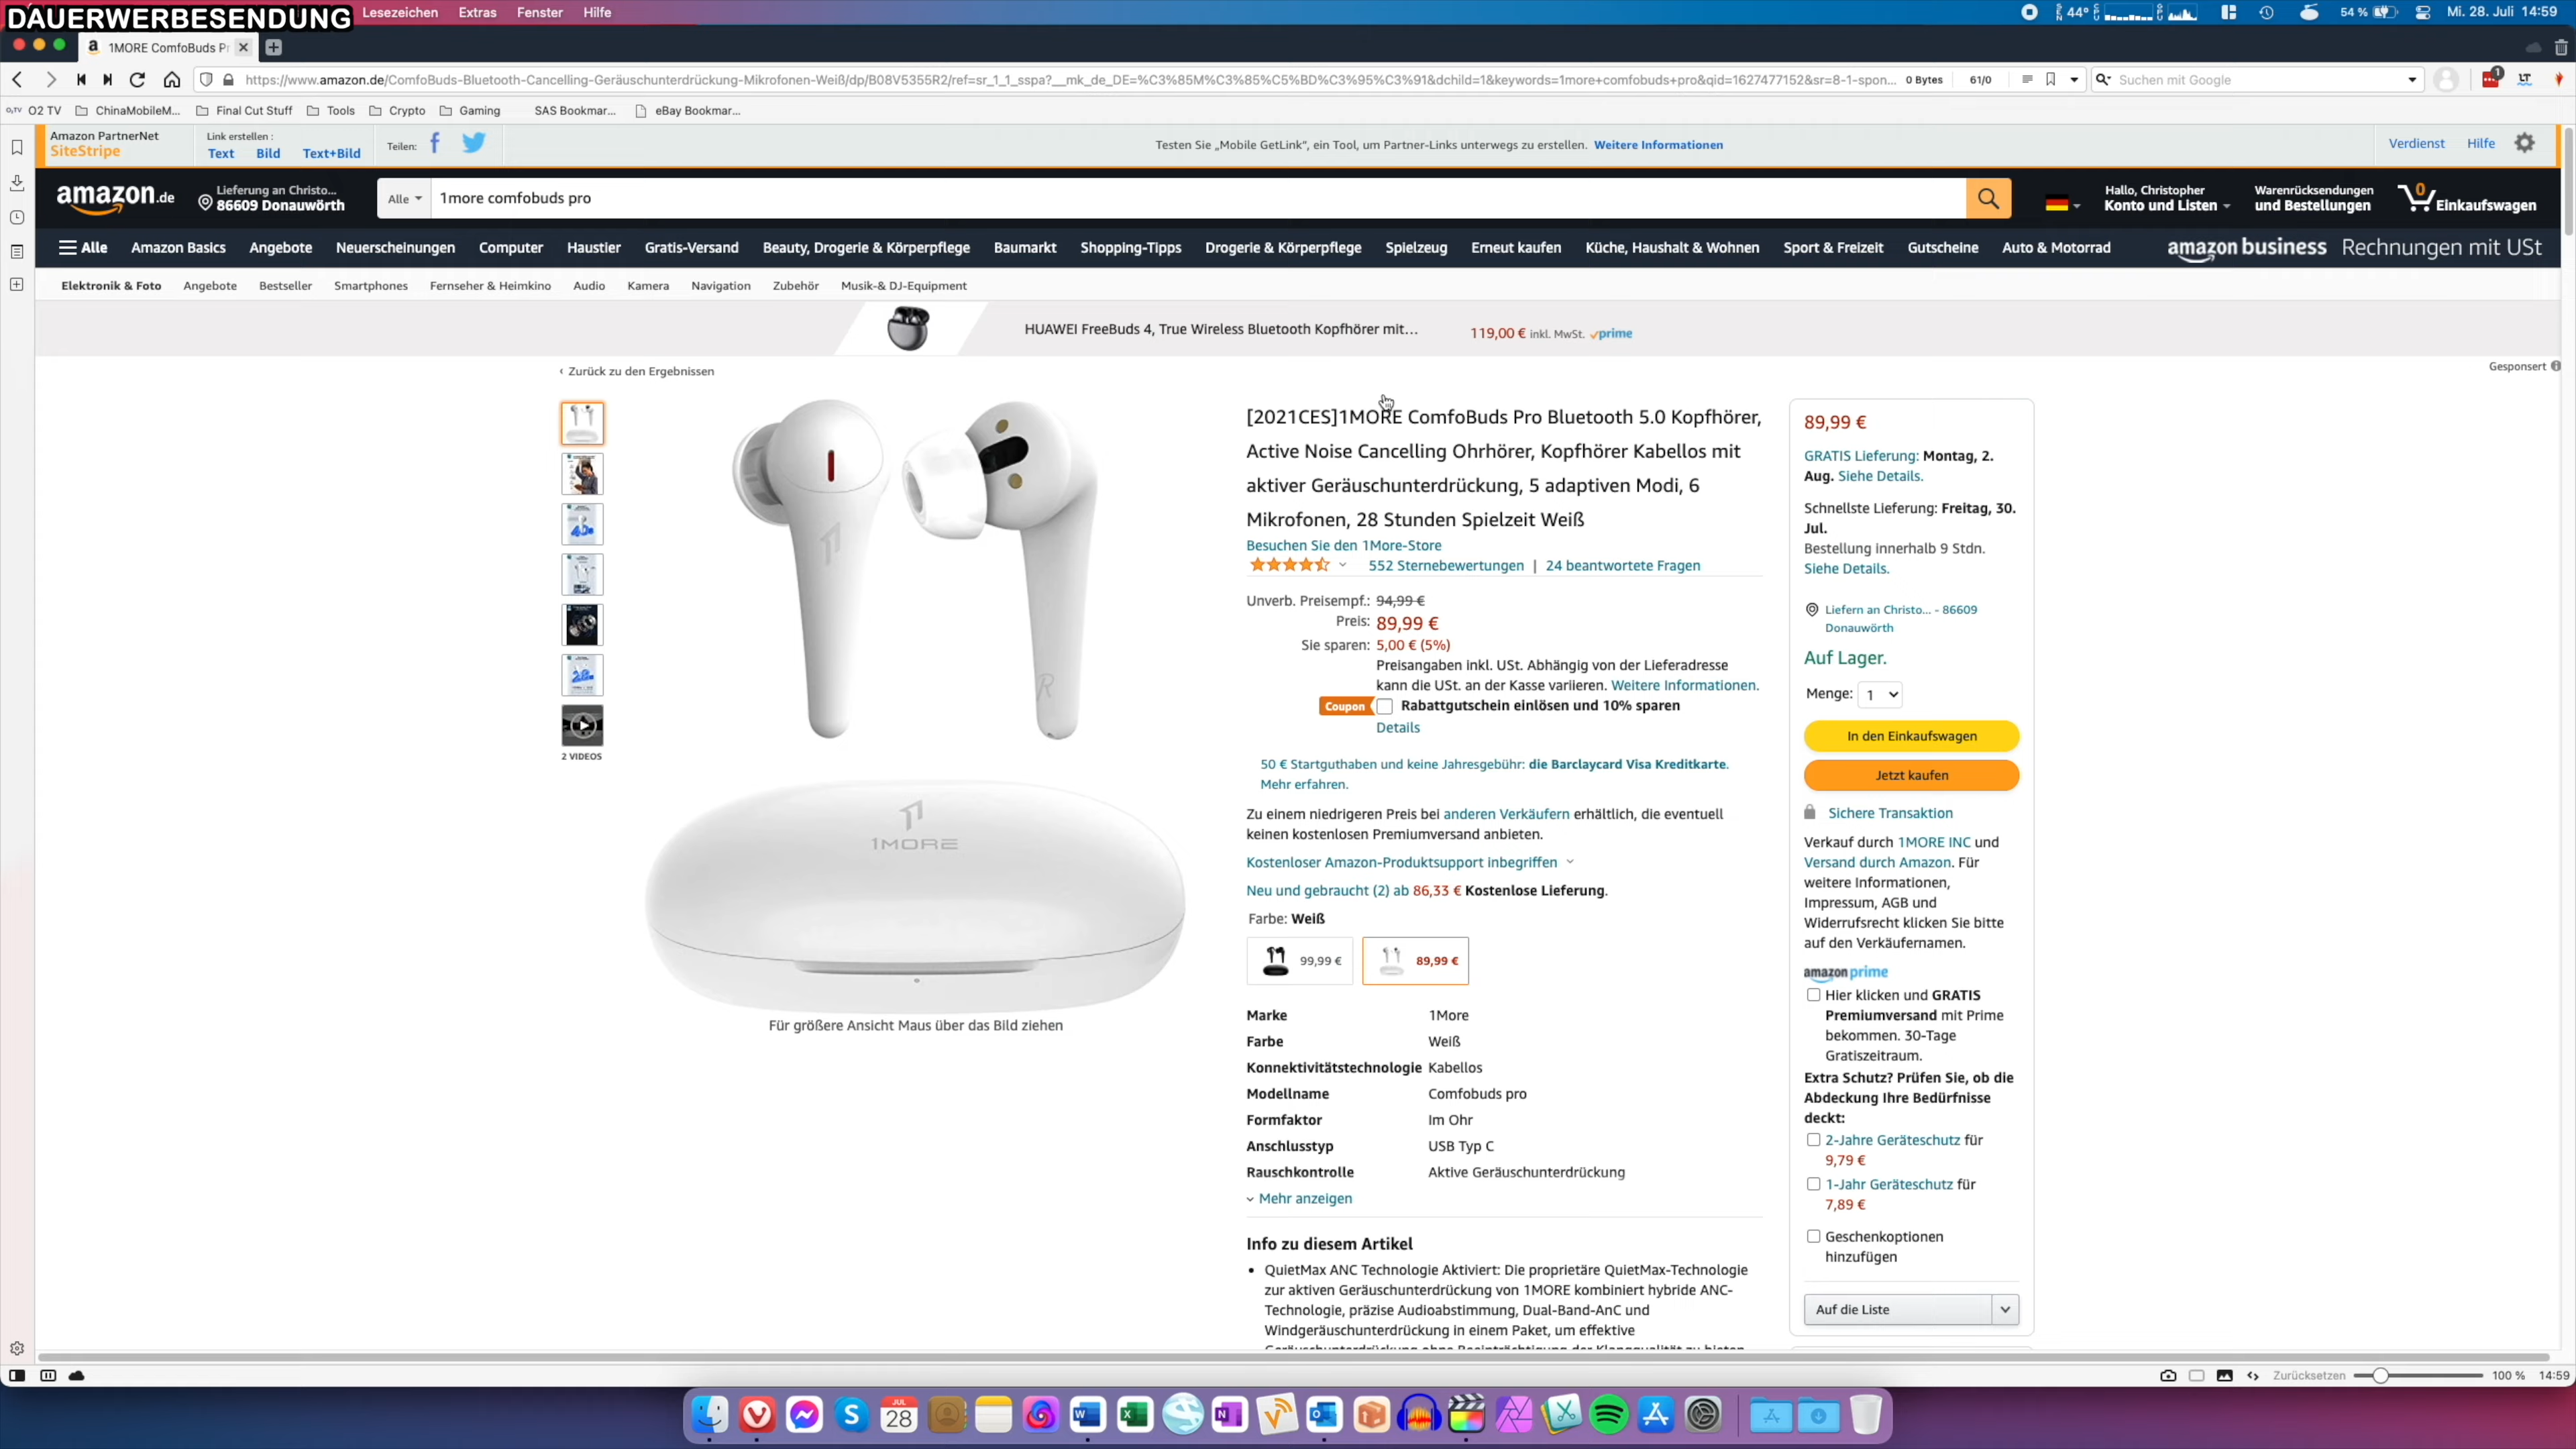 DAUERWERBESENDUNG
Lesezeichen Extras Fenster Hilfe
44° 54 % Mi. 28. Juli 14:59
1MORE ComfoBuds Pr
https://www.amazon.de/ComfoBuds-Bluetooth-Cancelling-Geräuschunterdrückung-Mikrofonen-Weiß/dp/B08V5355R2/ref=sr_1_1_sspa?__mk_de_DE=%C3%85M%C3%85%C5%BD%C3%95%C3%91&dchild=1&keywords=1more+comfobuds+pro&qid=1627477152&sr=8-1-spon... 0 Bytes 61/0 Suchen mit Google
O2 TV ChinaMobileM... Final Cut Stuff Tools Crypto Gaming SAS Bookmar... eBay Bookmar...
Amazon PartnerNet
SiteStripe
Link erstellen :
Text Bild Text+Bild
Teilen:
Testen Sie „Mobile GetLink“, ein Tool, um Partner-Links unterwegs zu erstellen. Weitere Informationen
Verdienst Hilfe
amazon.de
Lieferung an Christo...
86609 Donauwörth
Alle 1more comfobuds pro
Hallo, Christopher
Konto und Listen
Warenrücksendungen
und Bestellungen
0 Einkaufswagen
Alle Amazon Basics Angebote Neuerscheinungen Computer Haustier Gratis-Versand Beauty, Drogerie & Körperpflege Baumarkt Shopping-Tipps Drogerie & Körperpflege Spielzeug Erneut kaufen Küche, Haushalt & Wohnen Sport & Freizeit Gutscheine Auto & Motorrad amazon business Rechnungen mit USt
Elektronik & Foto Angebote Bestseller Smartphones Fernseher & Heimkino Audio Kamera Navigation Zubehör Musik-& DJ-Equipment
HUAWEI FreeBuds 4, True Wireless Bluetooth Kopfhörer mit... 119,00 € inkl. MwSt. prime
‹ Zurück zu den Ergebnissen
Gesponsert
2 VIDEOS
R
1MORE
Für größere Ansicht Maus über das Bild ziehen
[2021CES]1MORE ComfoBuds Pro Bluetooth 5.0 Kopfhörer,
Active Noise Cancelling Ohrhörer, Kopfhörer Kabellos mit
aktiver Geräuschunterdrückung, 5 adaptiven Modi, 6
Mikrofonen, 28 Stunden Spielzeit Weiß
Besuchen Sie den 1More-Store
552 Sternebewertungen | 24 beantwortete Fragen
Unverb. Preisempf.: 94,99 €
Preis: 89,99 €
Sie sparen: 5,00 € (5%)
Preisangaben inkl. USt. Abhängig von der Lieferadresse
kann die USt. an der Kasse variieren. Weitere Informationen.
Coupon Rabattgutschein einlösen und 10% sparen
Details
50 € Startguthaben und keine Jahresgebühr: die Barclaycard Visa Kreditkarte.
Mehr erfahren.
Zu einem niedrigeren Preis bei anderen Verkäufern erhältlich, die eventuell
keinen kostenlosen Premiumversand anbieten.
Kostenloser Amazon-Produktsupport inbegriffen
Neu und gebraucht (2) ab 86,33 € Kostenlose Lieferung.
Farbe: Weiß
99,99 € 89,99 €
Marke 1More
Farbe Weiß
Konnektivitätstechnologie Kabellos
Modellname Comfobuds pro
Formfaktor Im Ohr
Anschlusstyp USB Typ C
Rauschkontrolle Aktive Geräuschunterdrückung
Mehr anzeigen
Info zu diesem Artikel
• QuietMax ANC Technologie Aktiviert: Die proprietäre QuietMax-Technologie
zur aktiven Geräuschunterdrückung von 1MORE kombiniert hybride ANC-
Technologie, präzise Audioabstimmung, Dual-Band-AnC und
Windgeräuschunterdrückung in einem Paket, um effektive
Geräuschunterdrückung ohne Beeinträchtigung der Klangqualität zu bieten
89,99 €
GRATIS Lieferung: Montag, 2.
Aug. Siehe Details.
Schnellste Lieferung: Freitag, 30.
Jul.
Bestellung innerhalb 9 Stdn.
Siehe Details.
Liefern an Christo... - 86609
Donauwörth
Auf Lager.
Menge: 1
In den Einkaufswagen
Jetzt kaufen
Sichere Transaktion
Verkauf durch 1MORE INC und
Versand durch Amazon. Für
weitere Informationen,
Impressum, AGB und
Widerrufsrecht klicken Sie bitte
auf den Verkäufernamen.
amazon prime
Hier klicken und GRATIS
Premiumversand mit Prime
bekommen. 30-Tage
Gratiszeitraum.
Extra Schutz? Prüfen Sie, ob die
Abdeckung Ihre Bedürfnisse
deckt:
2-Jahre Geräteschutz für
9,79 €
1-Jahr Geräteschutz für
7,89 €
Geschenkoptionen
hinzufügen
Auf die Liste
Zurücksetzen 100 % 14:59
JUL
28